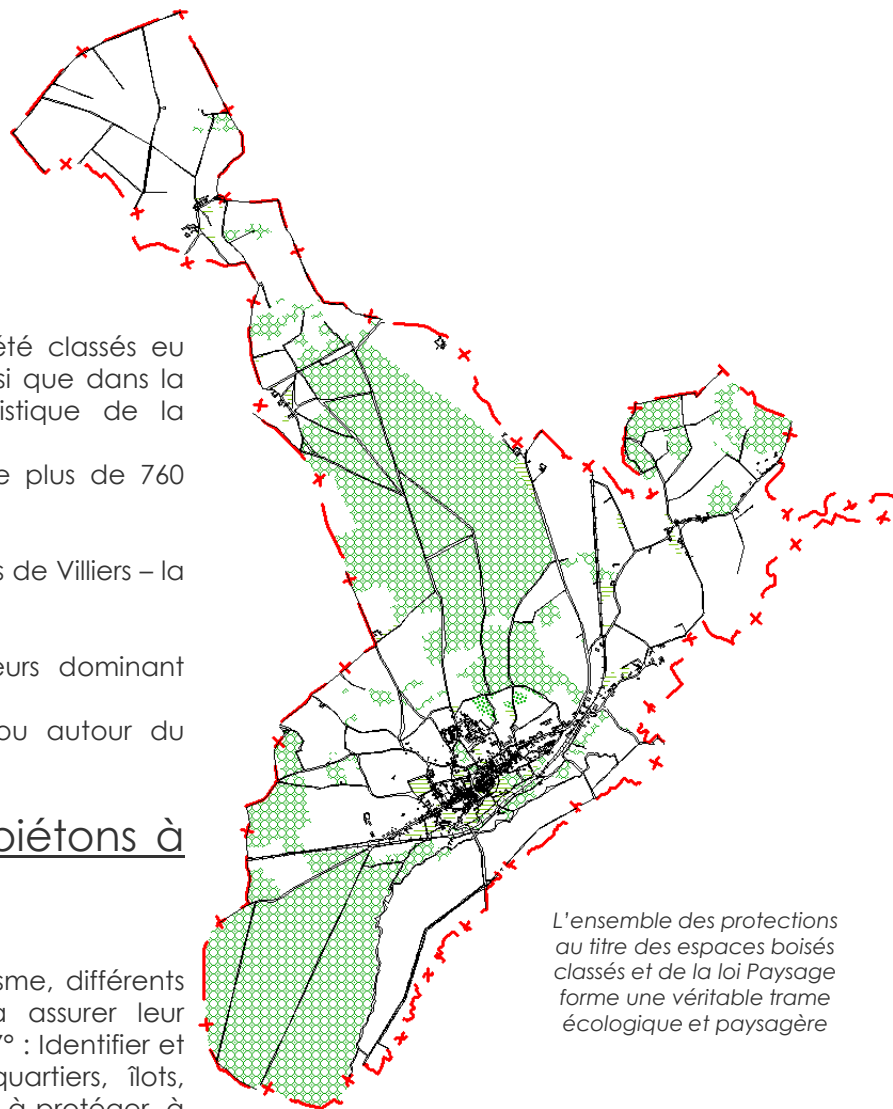 été classés eu
si que dans la
istique de la
e plus de 760
s de Villiers – la
eurs dominant
ou autour du
piétons à
sme, différents
à assurer leur
7° : Identifier et
quartiers, îlots,
à protéger, à
L'ensemble des protections
au titre des espaces boisés
classés et de la loi Paysage
forme une véritable trame
écologique et paysagère